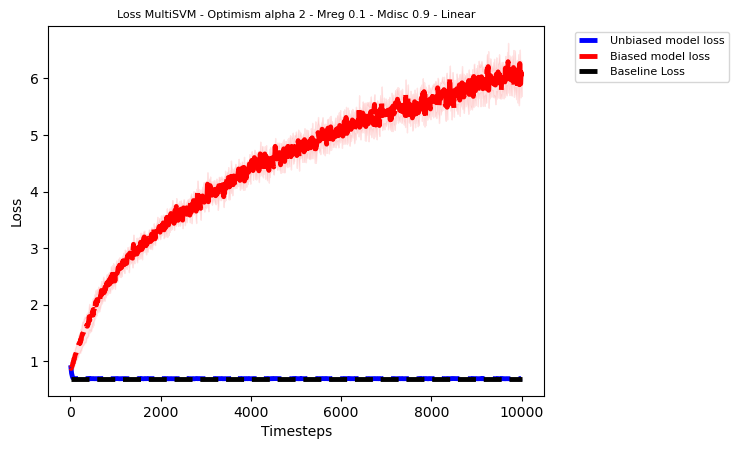 Loss MultiSVM - Optimism alpha 2 - Mreg 0.1 - Mdisc 0.9 - Linear
Unbiased model loss
Biased model loss
Baseline Loss
Loss
6
5
4
3
2
1
0
2000
4000
6000
8000
10000
Timesteps